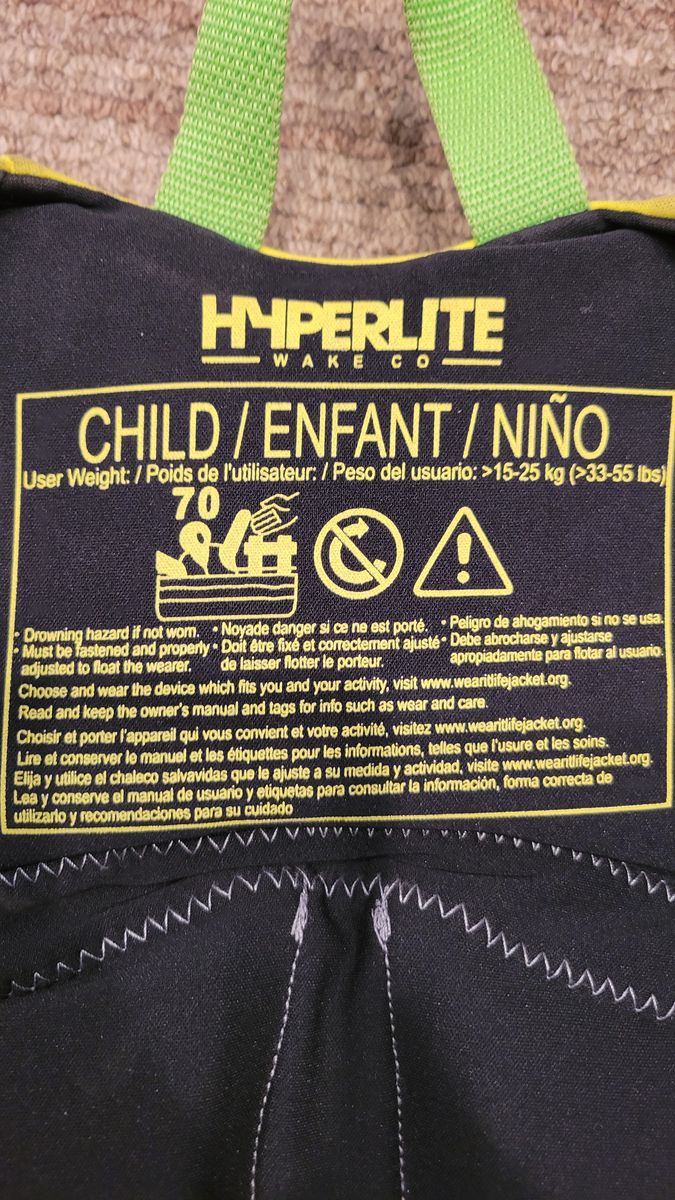 HYPERLITE
WAKE CO
CHILD / ENFANT / NIÑO
User Weight: / Poids de l'utilisateur: / Peso del usuario: >15-25 kg (>33-55 lbs)
70
• Drowning hazard if not worn.
• Must be fastened and properly adjusted to float the wearer.
• Noyade danger si ce ne est porté.
• Doit être fixé et correctement ajusté de laisser flotter le porteur.
• Peligro de ahogamiento si no se usa.
• Debe abrocharse y ajustarse apropiadamente para flotar al usuario.
Choose and wear the device which fits you and your activity, visit www.wearitlifejacket.org.
Read and keep the owner's manual and tags for info such as wear and care.
Choisir et porter l'appareil qui vous convient et votre activité, visitez www.wearitlifejacket.org.
Lire et conserver le manuel et les étiquettes pour les informations, telles que l'usure et les soins.
Elija y utilice el chaleco salvavidas que le ajuste a su medida y actividad, visite www.wearitlifejacket.org.
Lea y conserve el manual de usuario y etiquetas para consultar la información, forma correcta de
utilizarlo y recomendaciones para su cuidado